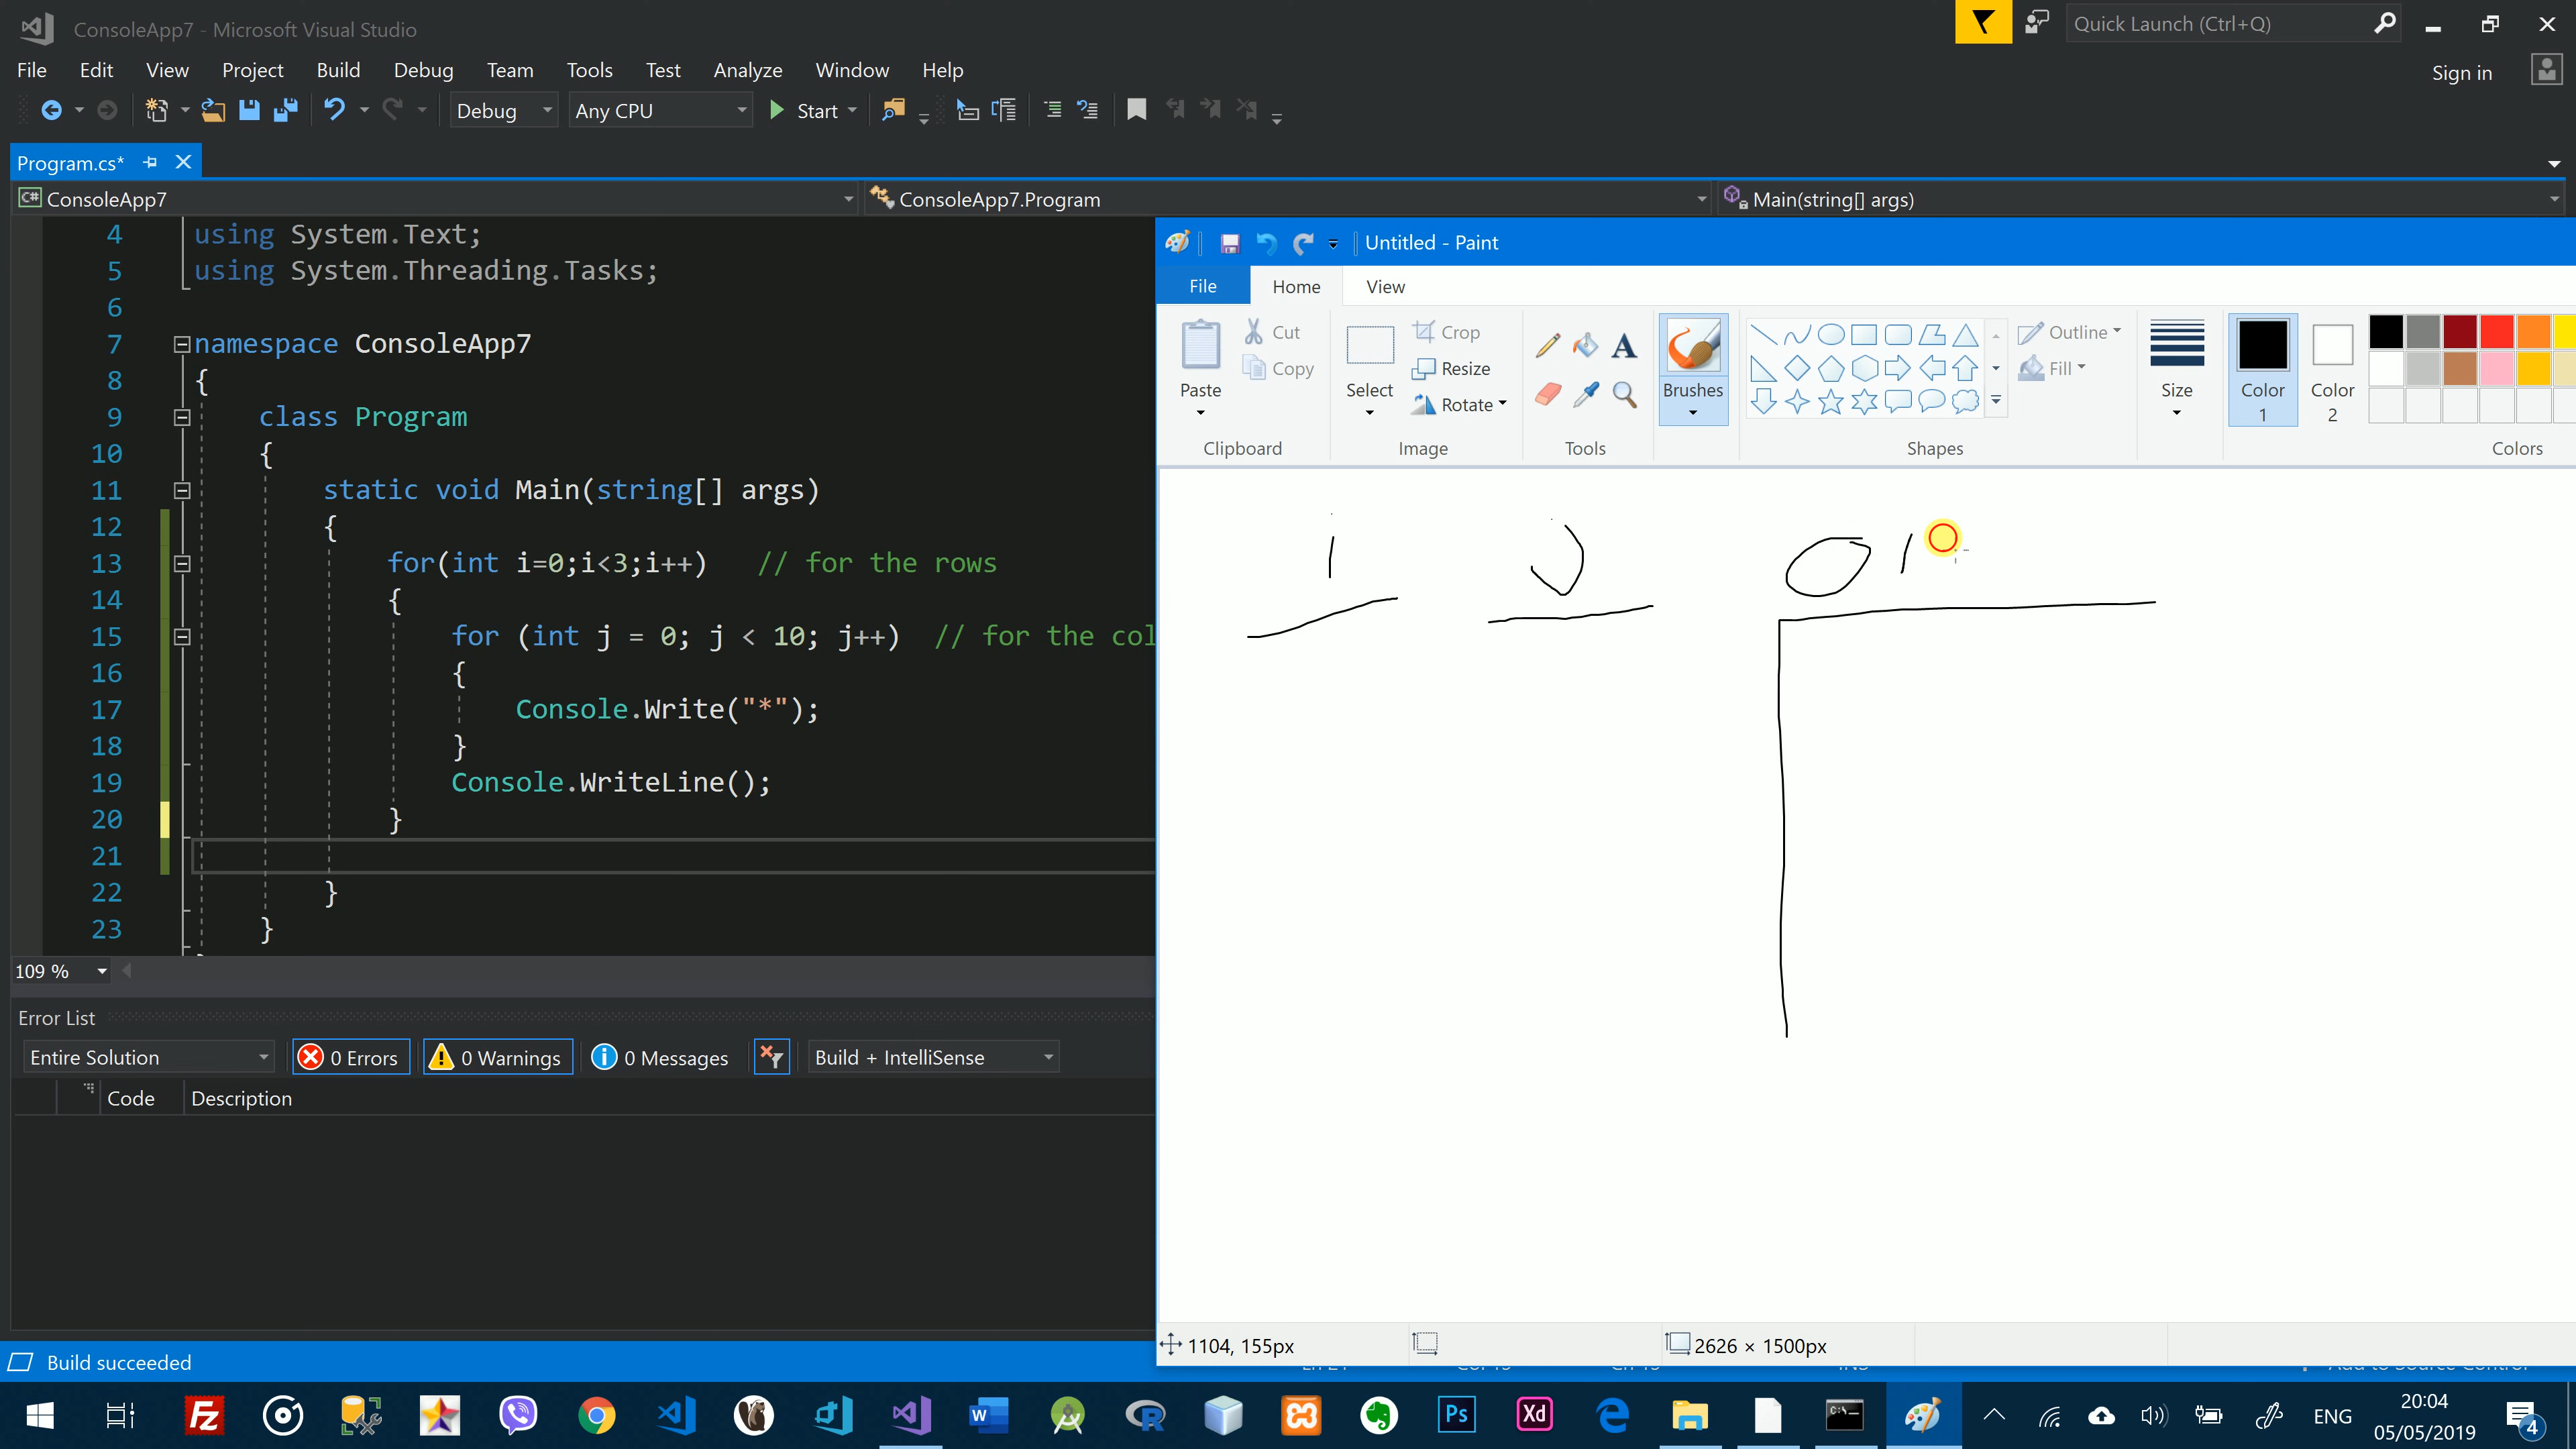 ConsoleApp7 - Microsoft Visual Studio
Quick Launch (Ctrl+Q)
File Edit View Project Build Debug Team Tools Test Analyze Window Help
Sign in
Debug Any CPU Start
Program.cs*
C# ConsoleApp7 ConsoleApp7.Program Main(string[] args)
4 using System.Text;
5 using System.Threading.Tasks;
6
7 namespace ConsoleApp7
8 {
9 class Program
10 {
11 static void Main(string[] args)
12 {
13 for(int i=0;i<3;i++) // for the rows
14 {
15 for (int j = 0; j < 10; j++) // for the col
16 {
17 Console.Write("*");
18 }
19 Console.WriteLine();
20 }
21
22 }
23 }
109 %
Error List
Entire Solution 0 Errors 0 Warnings 0 Messages Build + IntelliSense
Code Description
Build succeeded
Untitled - Paint
File Home View
Paste Cut Copy Clipboard
Select Crop Resize Rotate Image
A Tools
Brushes
Shapes
Outline Fill
Size
Color 1 Color 2 Colors
i j 0 1
1104, 155px 2626 × 1500px
Fz Ps Xd
ENG 20:04
05/05/2019
4